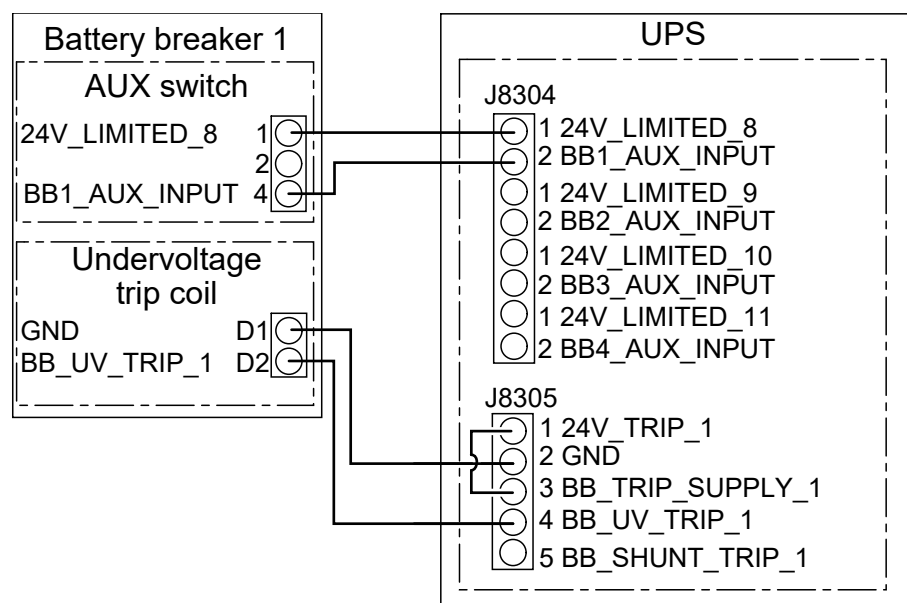 Battery breaker 1
AUX switch
24V_LIMITED_8 1
2
BB1_AUX_INPUT 4
Undervoltage
trip coil
GND D1
BB_UV_TRIP_1 D2
UPS
J8304
1 24V_LIMITED_8
2 BB1_AUX_INPUT
1 24V_LIMITED_9
2 BB2_AUX_INPUT
1 24V_LIMITED_10
2 BB3_AUX_INPUT
1 24V_LIMITED_11
2 BB4_AUX_INPUT
J8305
1 24V_TRIP_1
2 GND
3 BB_TRIP_SUPPLY_1
4 BB_UV_TRIP_1
5 BB_SHUNT_TRIP_1